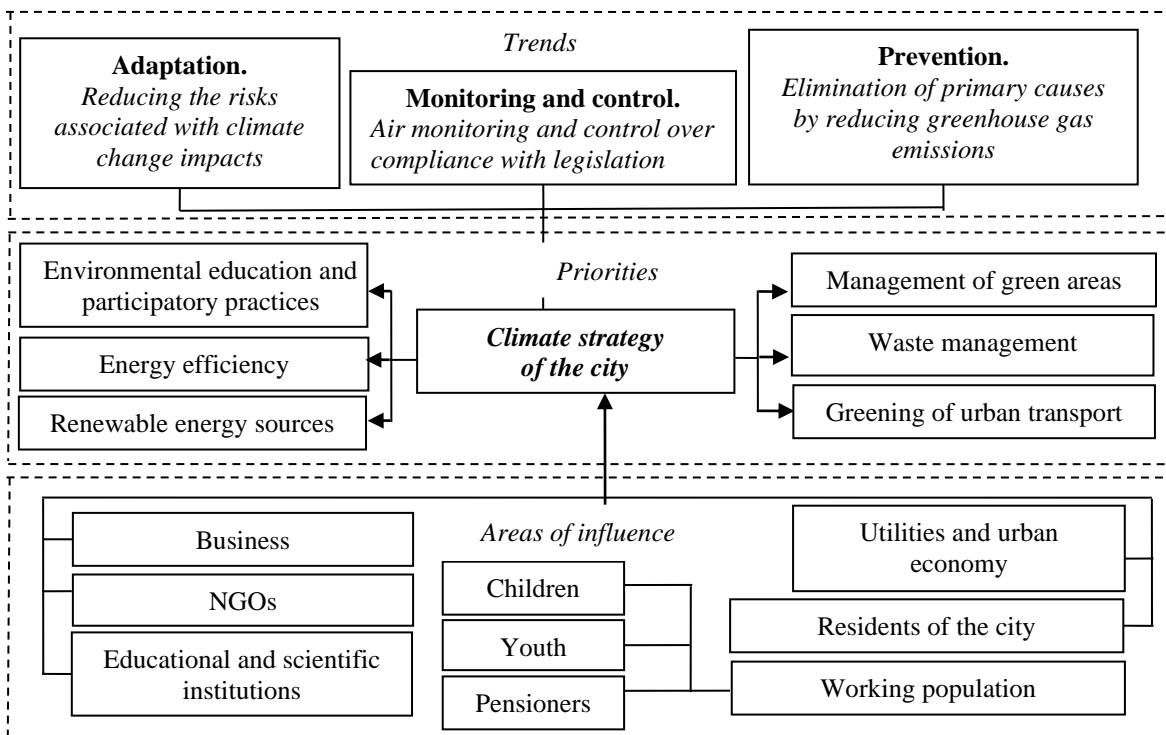 Trends
Adaptation.
Reducing the risks
associated with climate
change impacts
Monitoring and control.
Air monitoring and control over
compliance with legislation
Prevention.
Elimination of primary causes
by reducing greenhouse gas
emissions
Priorities
Environmental education and
participatory practices
Energy efficiency
Renewable energy sources
Climate strategy
of the city
Management of green areas
Waste management
Greening of urban transport
Areas of influence
Business
NGOs
Educational and scientific
institutions
Children
Youth
Pensioners
Utilities and urban
economy
Residents of the city
Working population